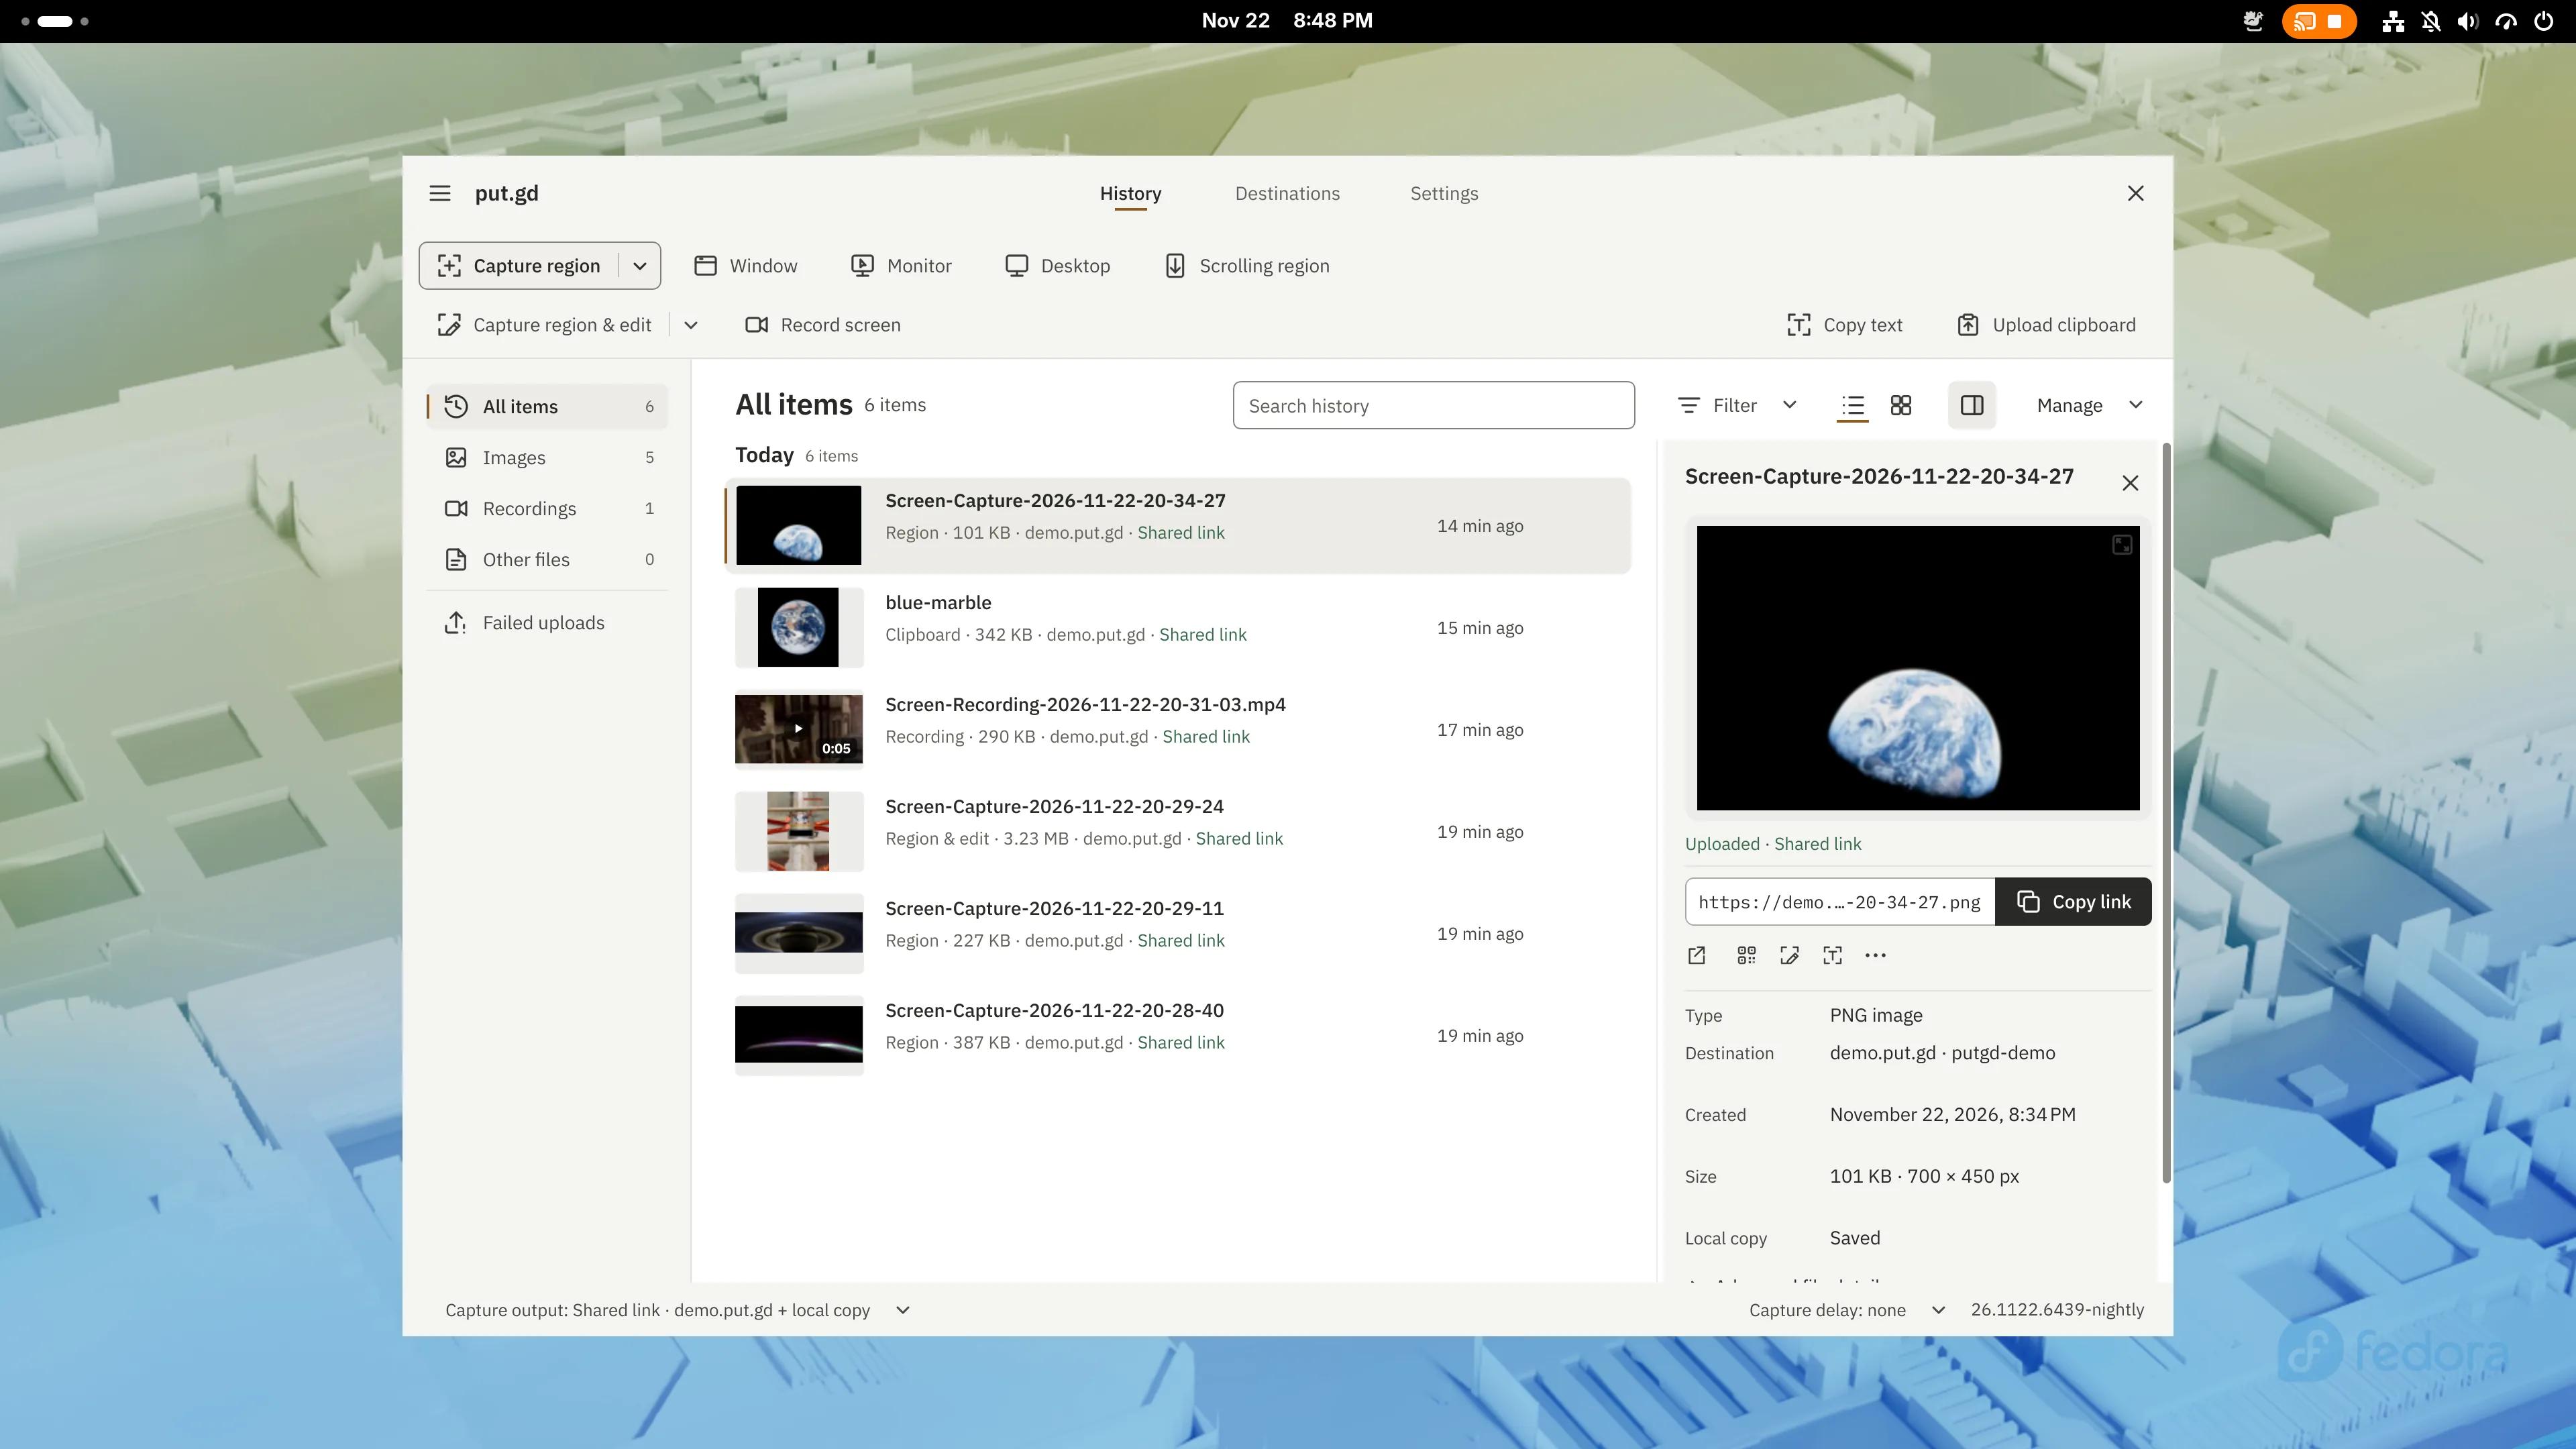 Nov 22 8:48 PM
put.gd
History Destinations Settings
Capture region Window Monitor Desktop Scrolling region
Capture region & edit Record screen Copy text Upload clipboard
All items 6
Images 5
Recordings 1
Other files 0
Failed uploads
All items 6 items
Search history
Filter
Manage
Today 6 items
Screen-Capture-2026-11-22-20-34-27
Region · 101 KB · demo.put.gd · Shared link
14 min ago
blue-marble
Clipboard · 342 KB · demo.put.gd · Shared link
15 min ago
0:05
Screen-Recording-2026-11-22-20-31-03.mp4
Recording · 290 KB · demo.put.gd · Shared link
17 min ago
Screen-Capture-2026-11-22-20-29-24
Region & edit · 3.23 MB · demo.put.gd · Shared link
19 min ago
Screen-Capture-2026-11-22-20-29-11
Region · 227 KB · demo.put.gd · Shared link
19 min ago
Screen-Capture-2026-11-22-20-28-40
Region · 387 KB · demo.put.gd · Shared link
19 min ago
Screen-Capture-2026-11-22-20-34-27
Uploaded · Shared link
https://demo.…-20-34-27.png Copy link
Type PNG image
Destination demo.put.gd · putgd-demo
Created November 22, 2026, 8:34 PM
Size 101 KB · 700 × 450 px
Local copy Saved
Capture output: Shared link · demo.put.gd + local copy
Capture delay: none
26.1122.6439-nightly
fedora